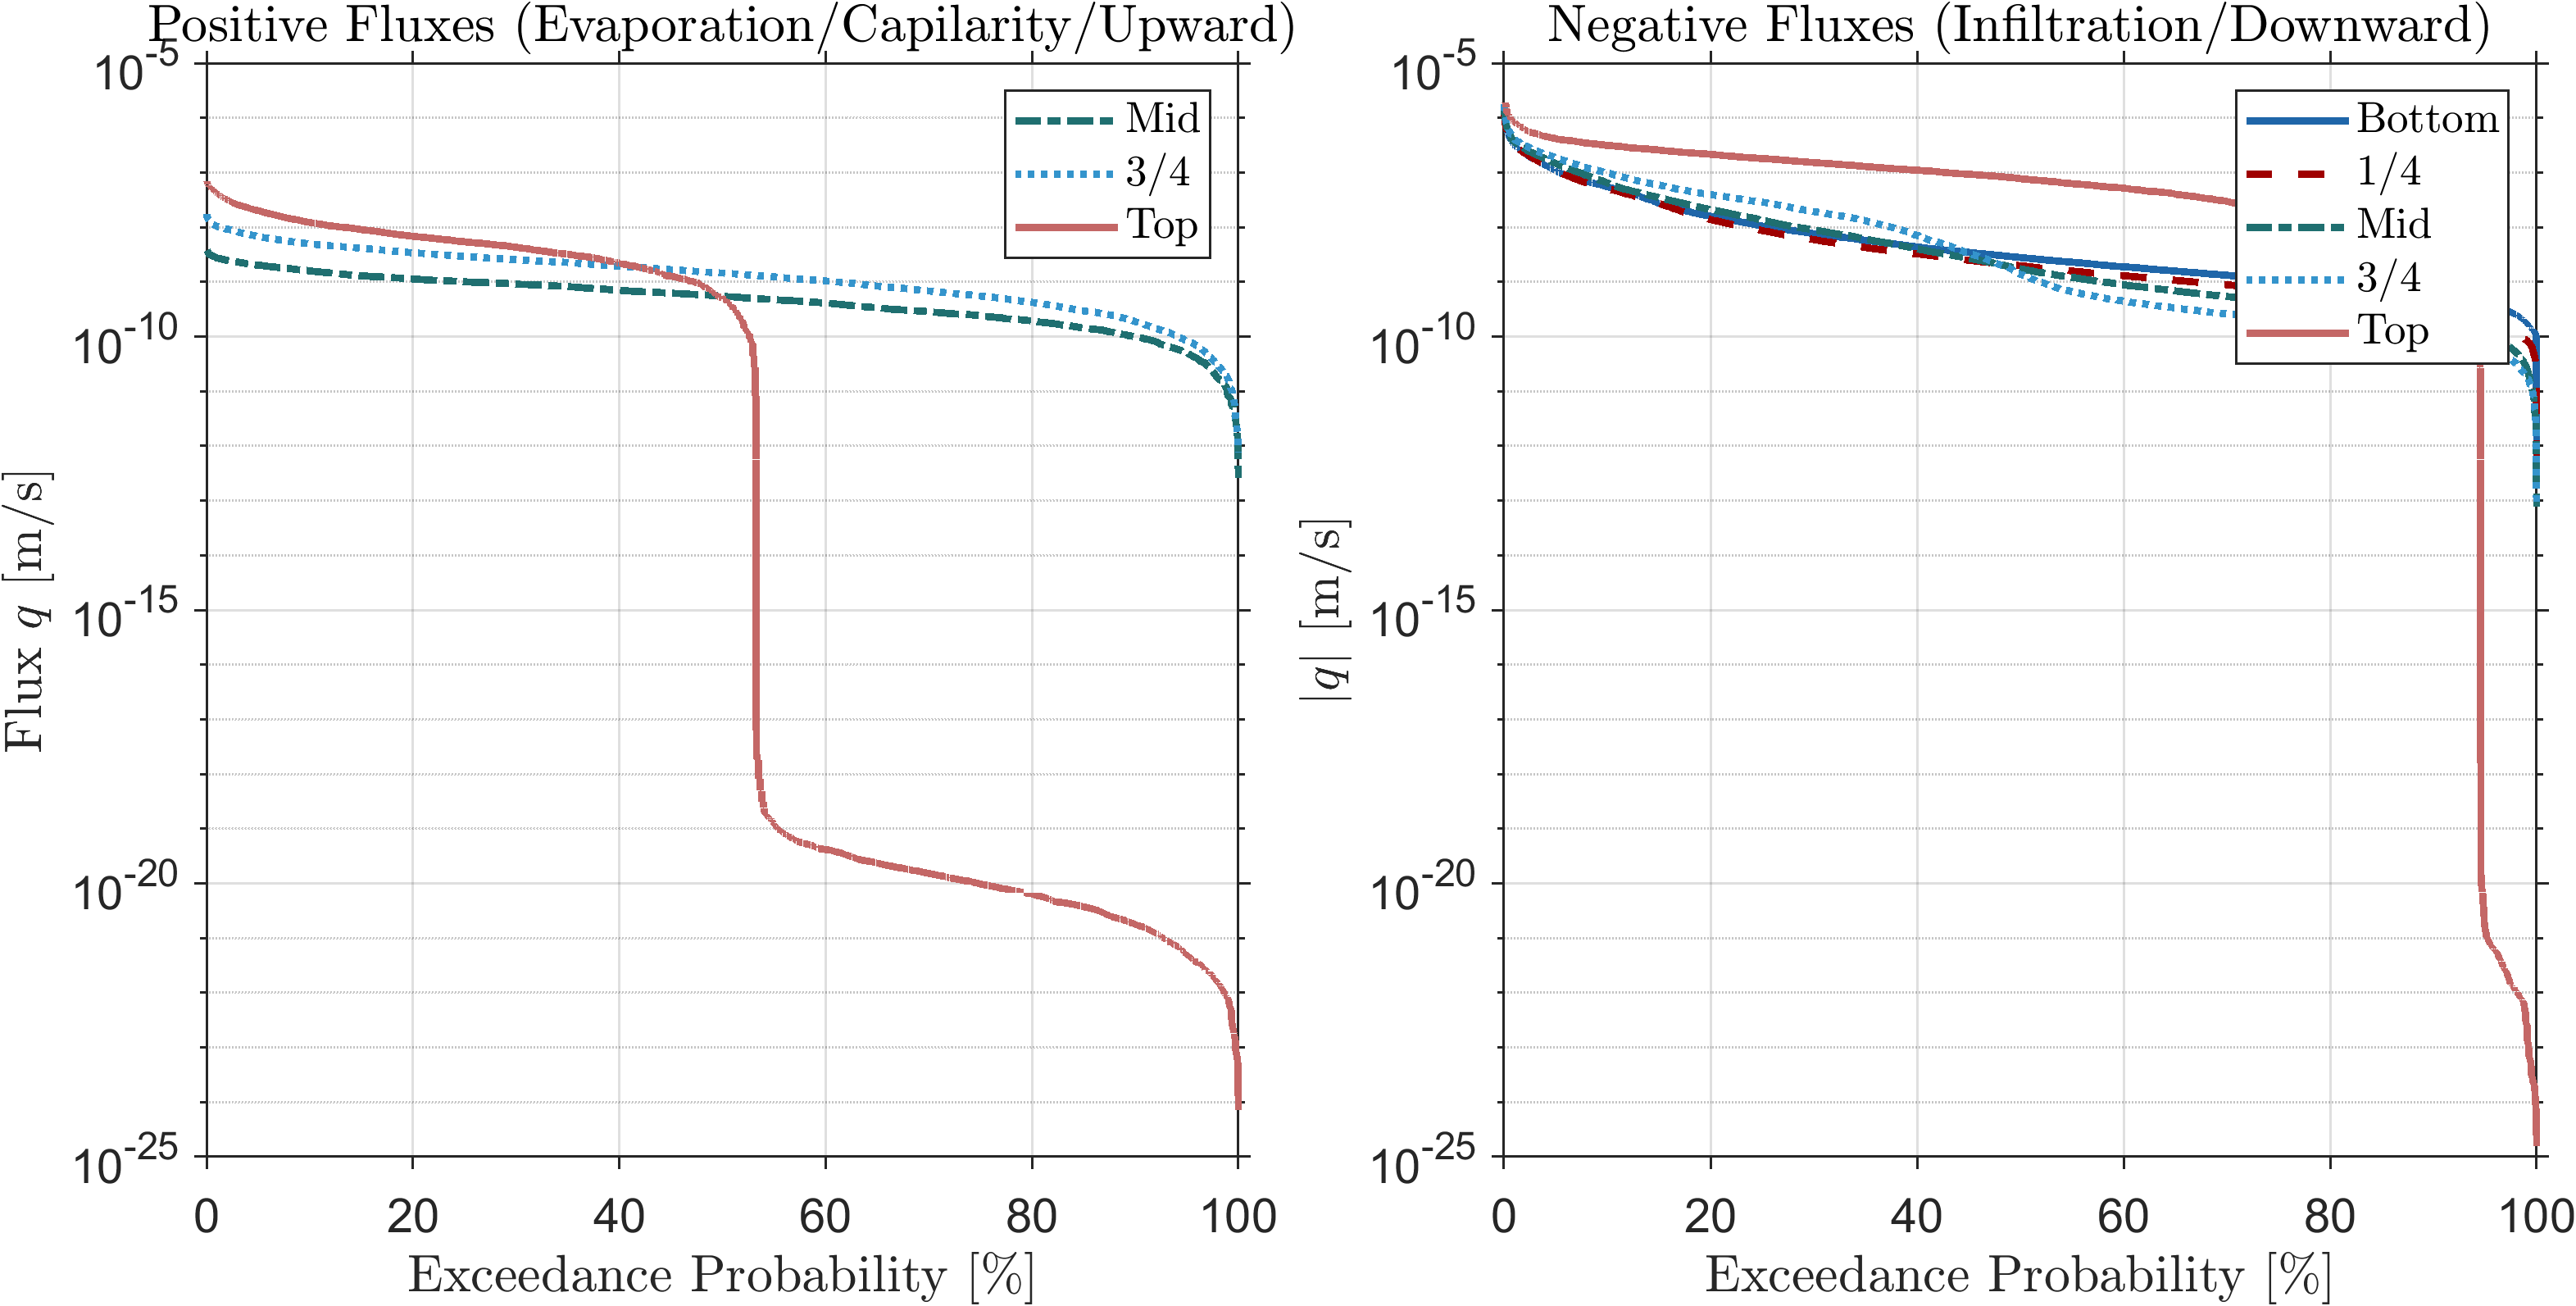 Positive Fluxes (Evaporation/Capilarity/Upward)
10^-5
10^-10
10^-15
10^-20
10^-25
Flux q [m/s]
Mid
3/4
Top
0 20 40 60 80 100
Exceedance Probability [%]
Negative Fluxes (Infiltration/Downward)
10^-5
10^-10
10^-15
10^-20
10^-25
|q| [m/s]
Bottom
1/4
Mid
3/4
Top
0 20 40 60 80 100
Exceedance Probability [%]